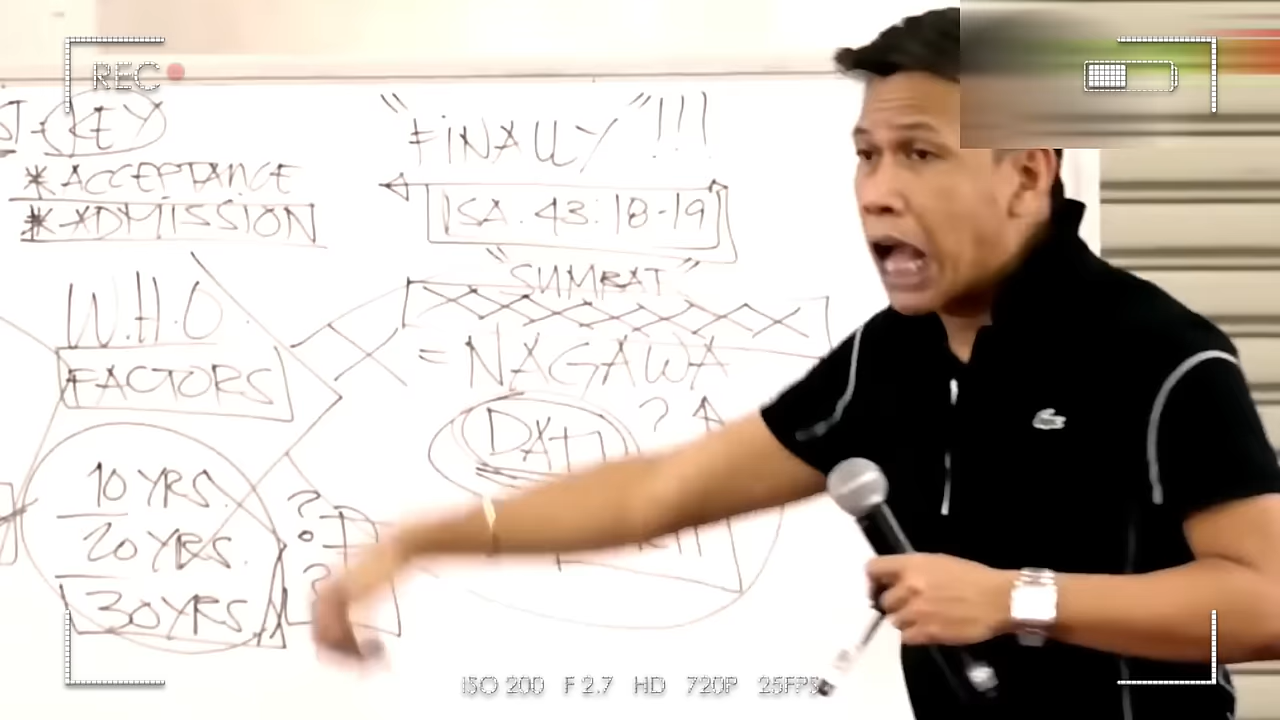 REC
KEY
*ACCEPTANCE
*ADMISSION
W.H.O.
FACTORS
10 YRS.
20 YRS.
30 YRS.
"FINALLY"!!!
ISA. 43:18-19
"SUMBAT"
= NAGAWA
DATI
?
?
?
ISO 200 F 2.7 HD 720P 25FPS